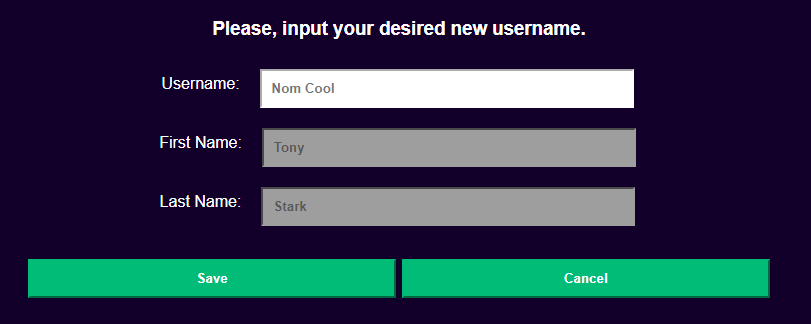 Please, input your desired new username.
Username: Nom Cool
First Name: Tony
Last Name: Stark
Save Cancel